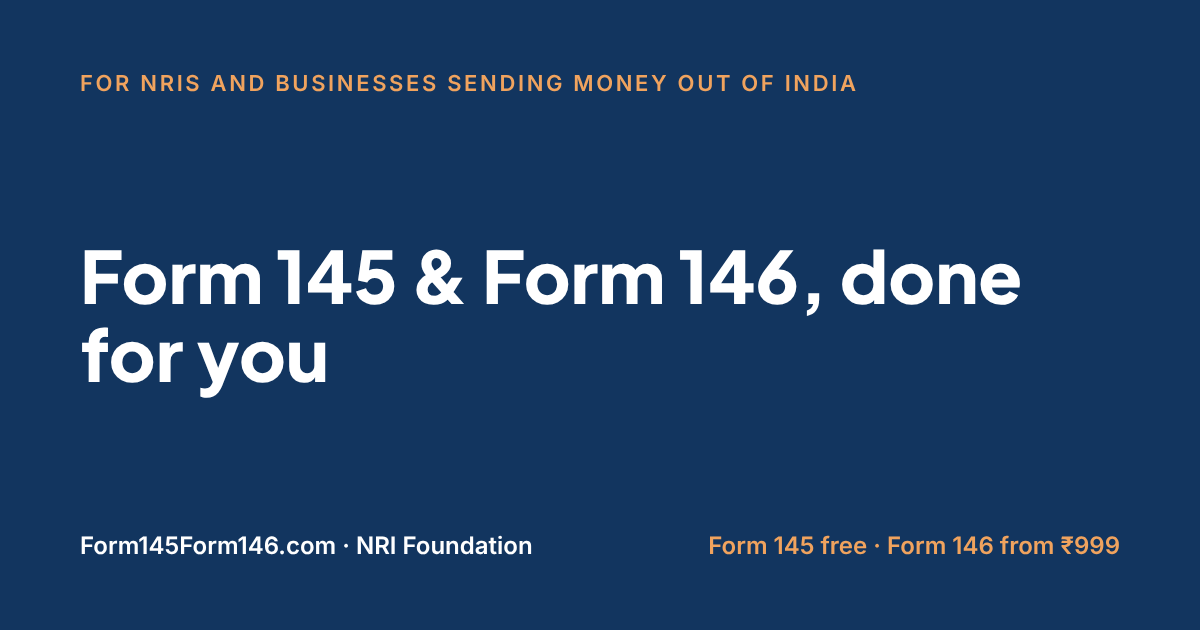 FOR NRIS AND BUSINESSES SENDING MONEY OUT OF INDIA
Form 145 & Form 146, done
for you
Form145Form146.com · NRI Foundation
Form 145 free · Form 146 from ₹999